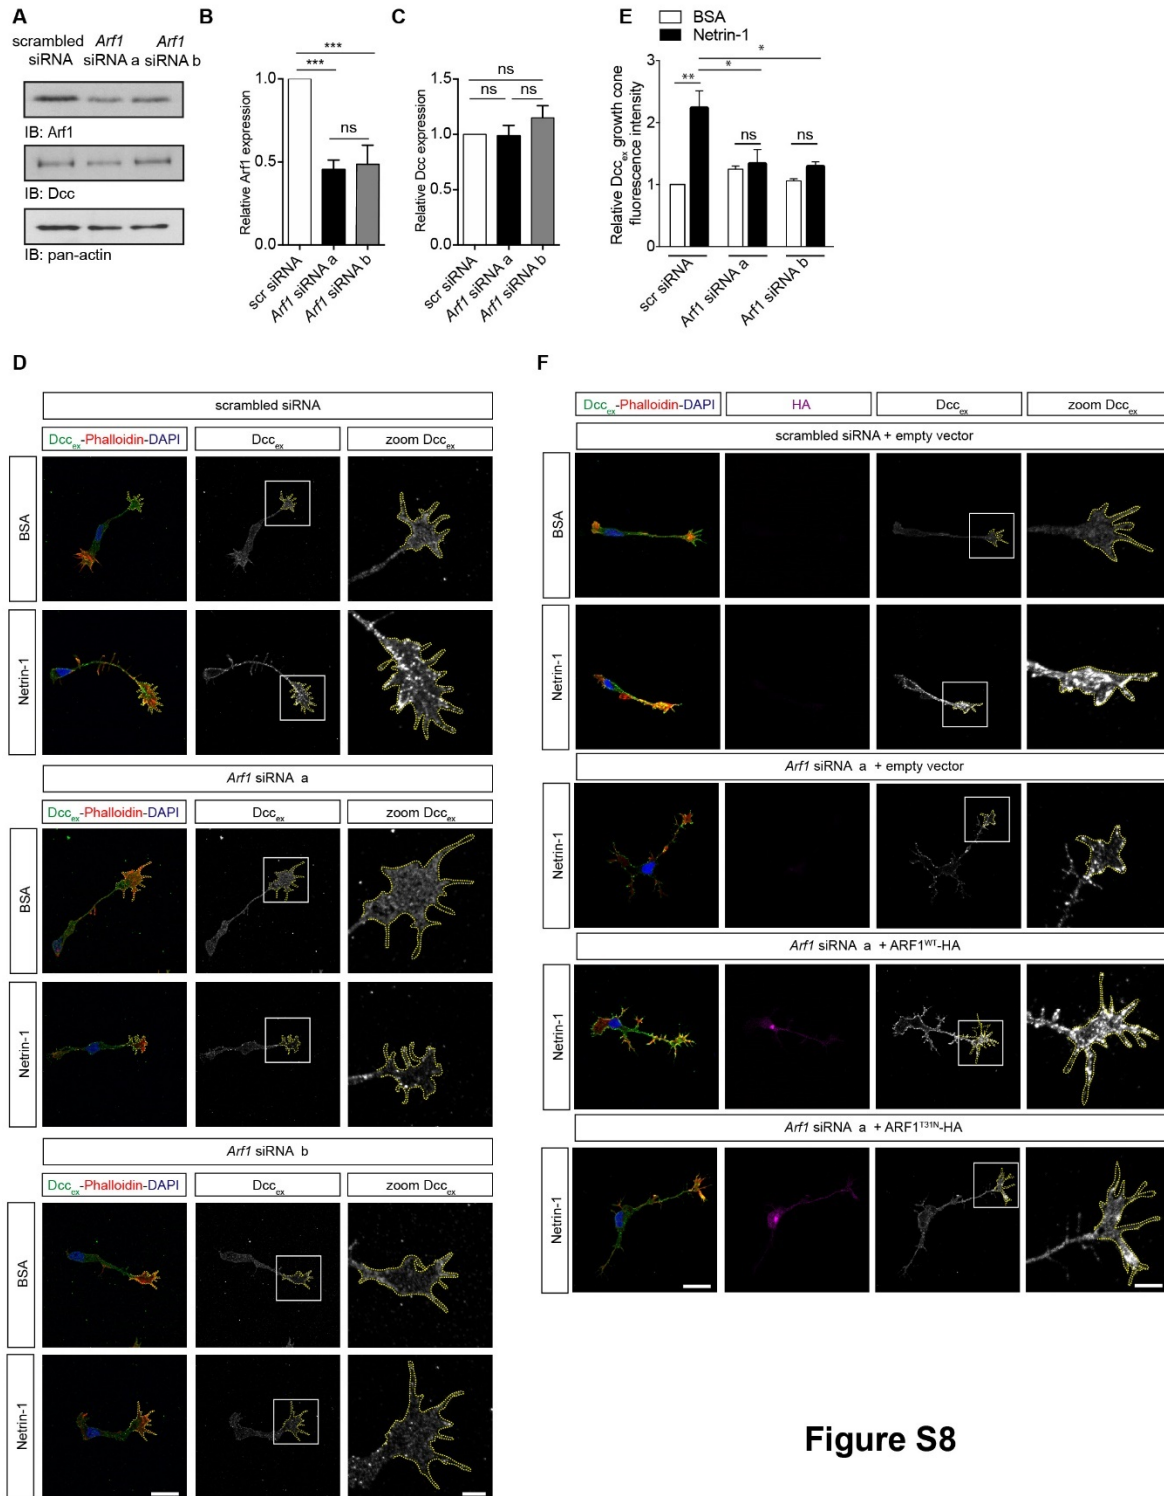 A
scrambled siRNA
Arf1 siRNA a
Arf1 siRNA b
IB: Arf1
IB: Dcc
IB: pan-actin
B
Relative Arf1 expression
1.0
0.5
0.0
***
***
ns
scr siRNA
Arf1 siRNA a
Arf1 siRNA b
C
Relative Dcc expression
1.5
1.0
0.5
0.0
ns
ns
ns
scr siRNA
Arf1 siRNA a
Arf1 siRNA b
E
BSA
Netrin-1
Relative Dccex growth cone
fluorescence intensity
3
2
1
0
*
*
**
ns
ns
scr siRNA
Arf1 siRNA a
Arf1 siRNA b
D
scrambled siRNA
Dccex-Phalloidin-DAPI
Dccex
zoom Dccex
BSA
Netrin-1
Arf1 siRNA a
Dccex-Phalloidin-DAPI
Dccex
zoom Dccex
BSA
Netrin-1
Arf1 siRNA b
Dccex-Phalloidin-DAPI
Dccex
zoom Dccex
BSA
Netrin-1
F
Dccex-Phalloidin-DAPI
HA
Dccex
zoom Dccex
scrambled siRNA + empty vector
BSA
Netrin-1
Arf1 siRNA a + empty vector
Netrin-1
Arf1 siRNA a + ARF1WT-HA
Netrin-1
Arf1 siRNA a + ARF1T31N-HA
Netrin-1
Figure S8